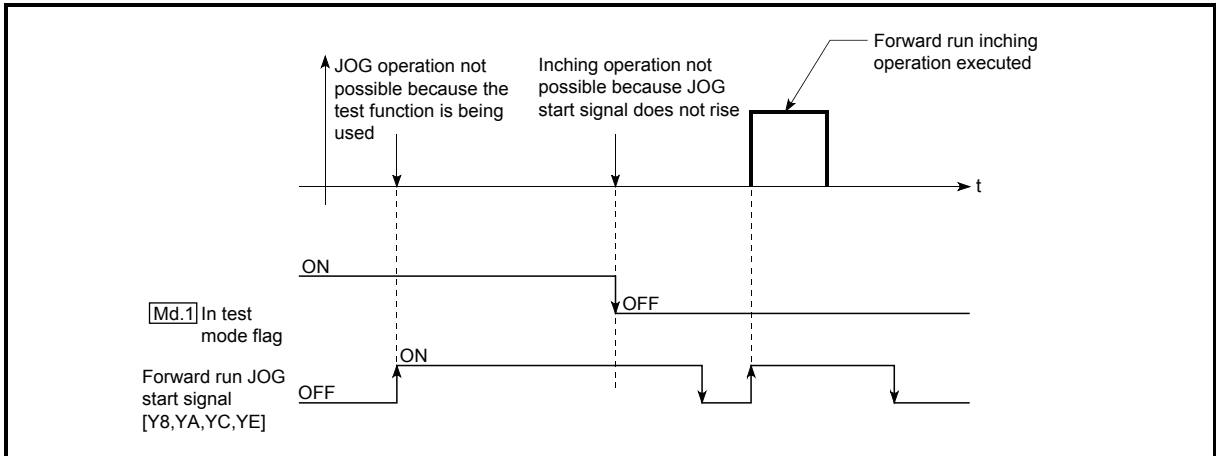 JOG operation not
possible because the
test function is being
used
Inching operation not
possible because JOG
start signal does not rise
Forward run inching
operation executed
t
ON
OFF
Md.1 In test
mode flag
ON
OFF
Forward run JOG
start signal
[Y8,YA,YC,YE]